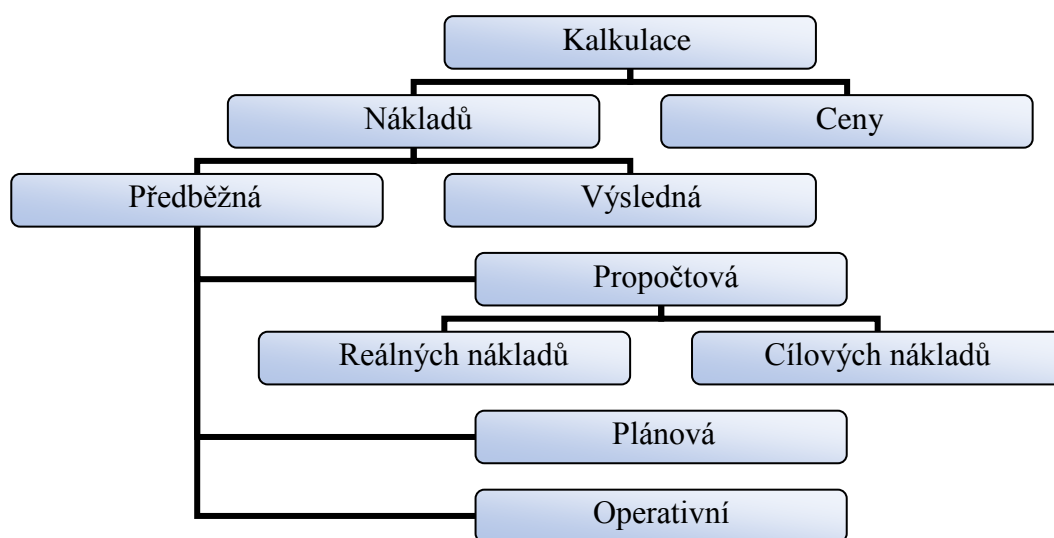 Kalkulace
Nákladů
Ceny
Předběžná
Výsledná
Propočtová
Reálných nákladů
Cílových nákladů
Plánová
Operativní